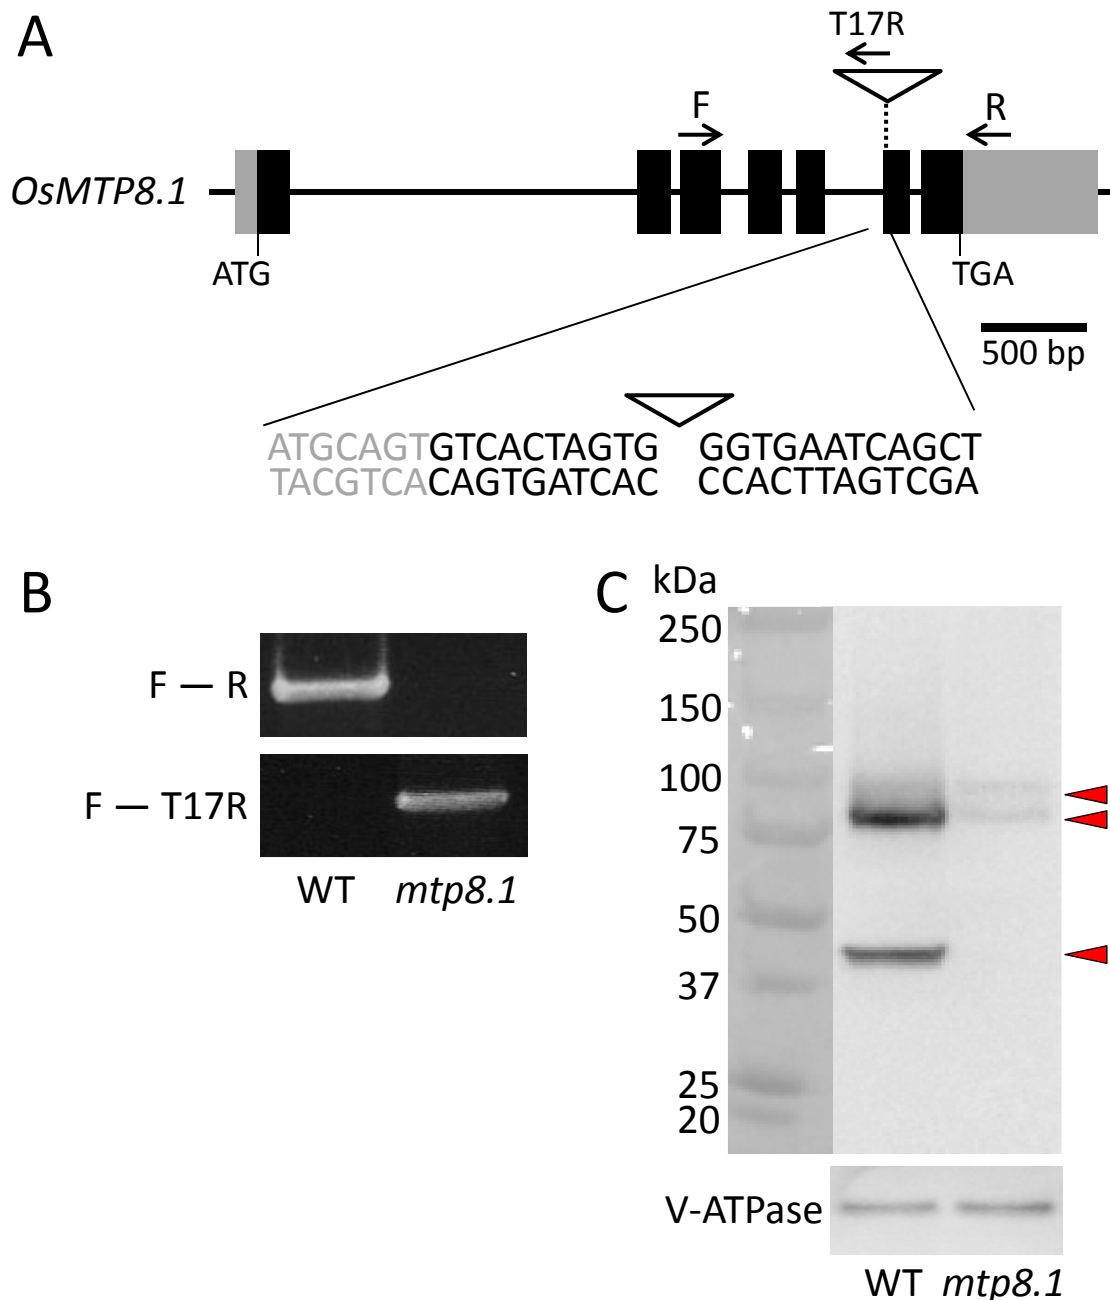 A
T17R
F
R
OsMTP8.1
ATG
TGA
500 bp
ATGCAGTGTCACTAGTG GGTGAATCAGCT
TACGTCACAGTGATCAC CCACTTAGTCGA
B
F — R
F — T17R
WT mtp8.1
C
kDa
250
150
100
75
50
37
25
20
V-ATPase
WT mtp8.1